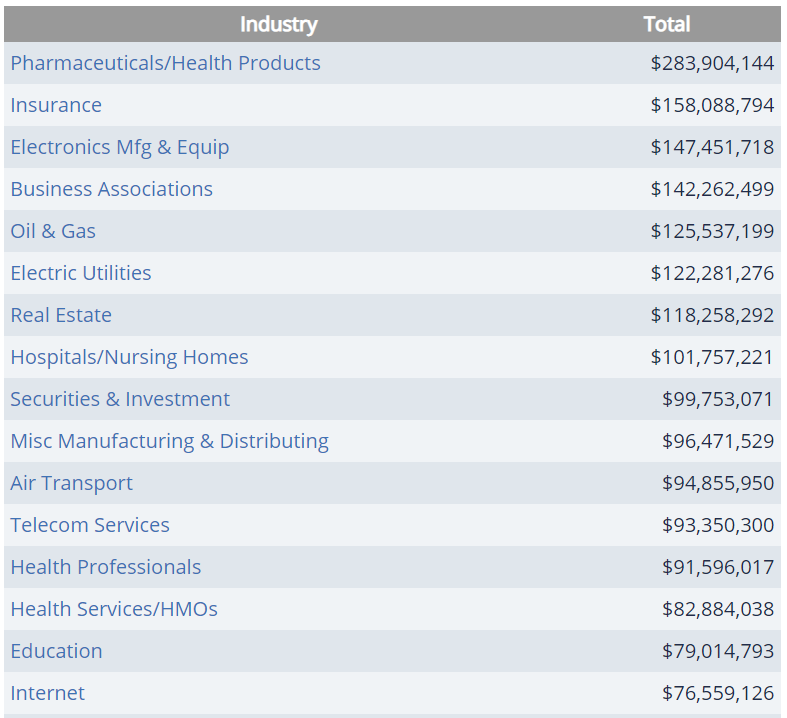 Industry Total
Pharmaceuticals/Health Products $283,904,144
Insurance $158,088,794
Electronics Mfg & Equip $147,451,718
Business Associations $142,262,499
Oil & Gas $125,537,199
Electric Utilities $122,281,276
Real Estate $118,258,292
Hospitals/Nursing Homes $101,757,221
Securities & Investment $99,753,071
Misc Manufacturing & Distributing $96,471,529
Air Transport $94,855,950
Telecom Services $93,350,300
Health Professionals $91,596,017
Health Services/HMOs $82,884,038
Education $79,014,793
Internet $76,559,126